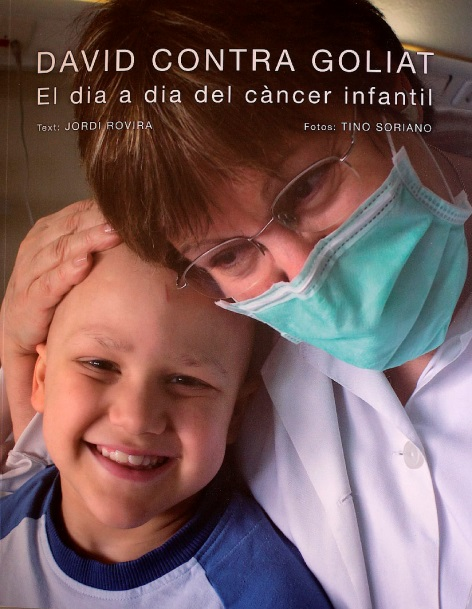 DAVID CONTRA GOLIAT
El dia a dia del càncer infantil
Text: JORDI ROVIRA Fotos: TINO SORIANO